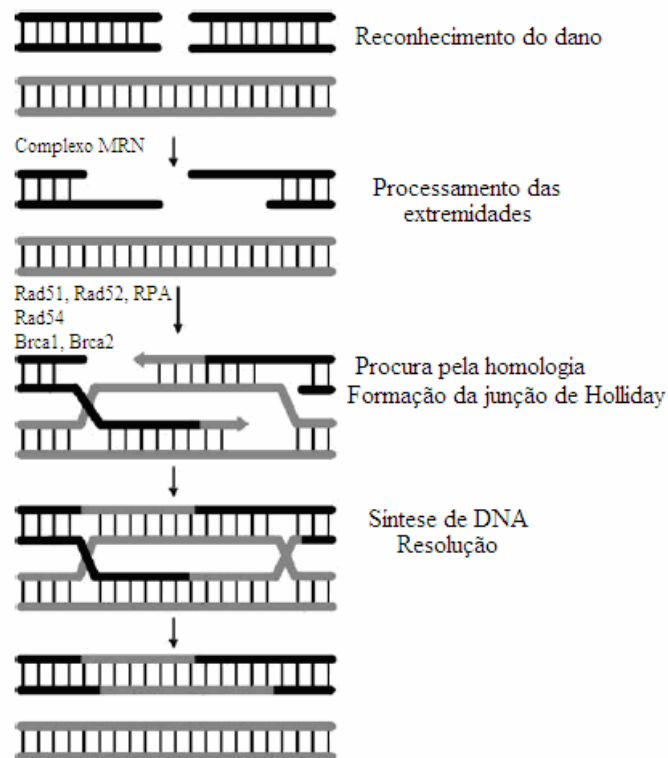 Reconhecimento do dano
Complexo MRN
Processamento das
extremidades
Rad51, Rad52, RPA
Rad54
Brca1, Brca2
Procura pela homologia
Formação da junção de Holliday
Síntese de DNA
Resolução